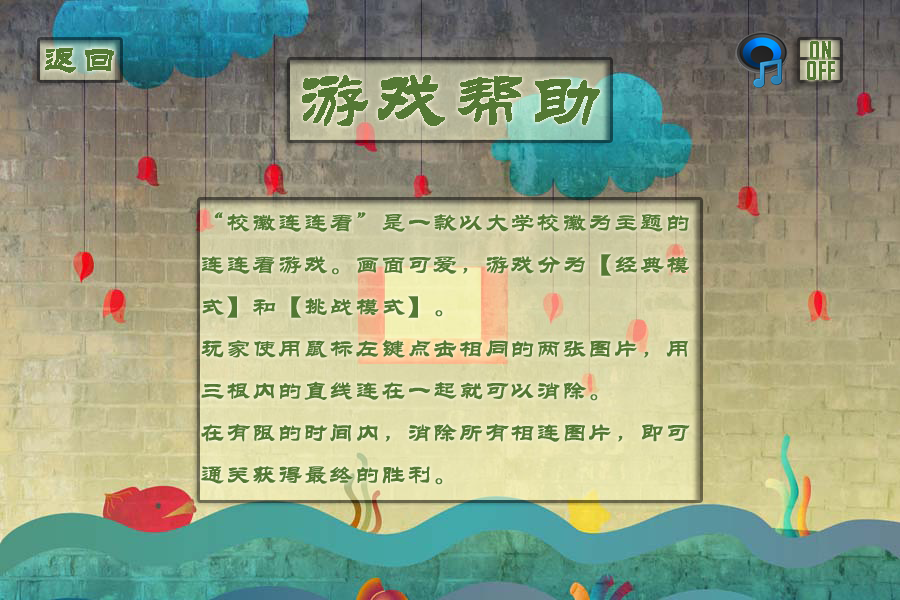 返回
游戏帮助
ON
OFF
“校徽连连看”是一款以大学校徽为主题的
连连看游戏。画面可爱，游戏分为【经典模
式】和【挑战模式】。
玩家使用鼠标左键点击相同的两张图片，用
三根内的直线连在一起就可以消除。
在有限的时间内，消除所有相连图片，即可
通关获得最终的胜利。